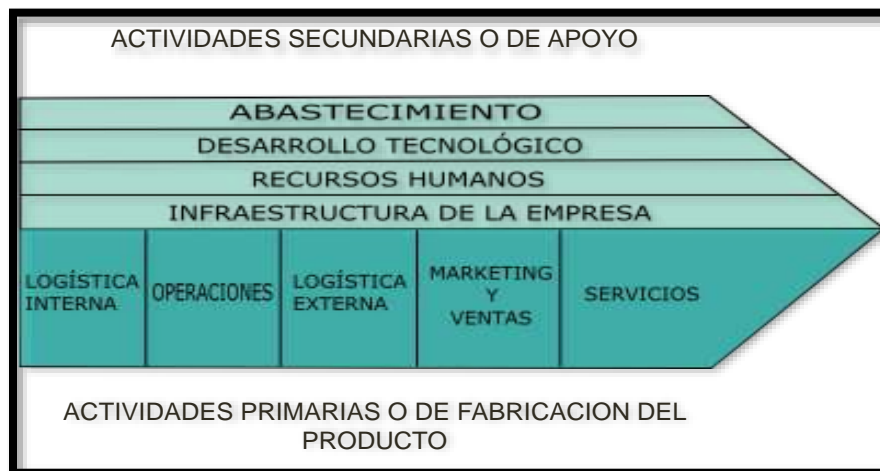 ACTIVIDADES SECUNDARIAS O DE APOYO
ABASTECIMIENTO
DESARROLLO TECNOLÓGICO
RECURSOS HUMANOS
INFRAESTRUCTURA DE LA EMPRESA
LOGÍSTICA
INTERNA
OPERACIONES
LOGÍSTICA
EXTERNA
MARKETING
Y
VENTAS
SERVICIOS
ACTIVIDADES PRIMARIAS O DE FABRICACION DEL
PRODUCTO